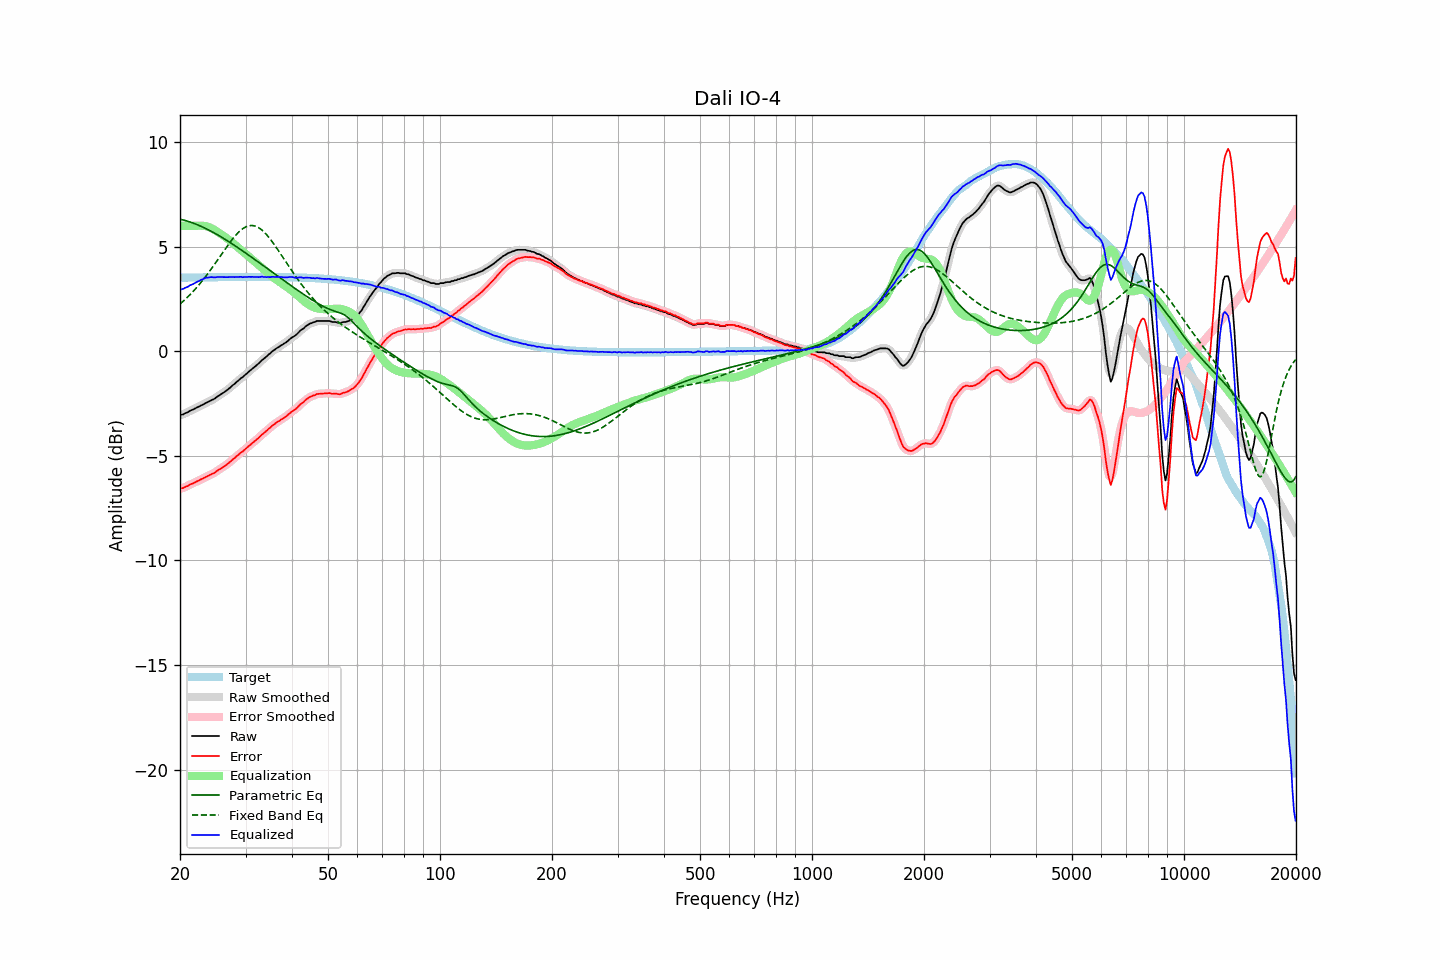 Dali IO-4
Amplitude (dBr)
10
5
0
−5
−10
−15
−20
Target
Raw Smoothed
Error Smoothed
Raw
Error
Equalization
Parametric Eq
Fixed Band Eq
Equalized
20 50 100 200 500 1000 2000 5000 10000 20000
Frequency (Hz)